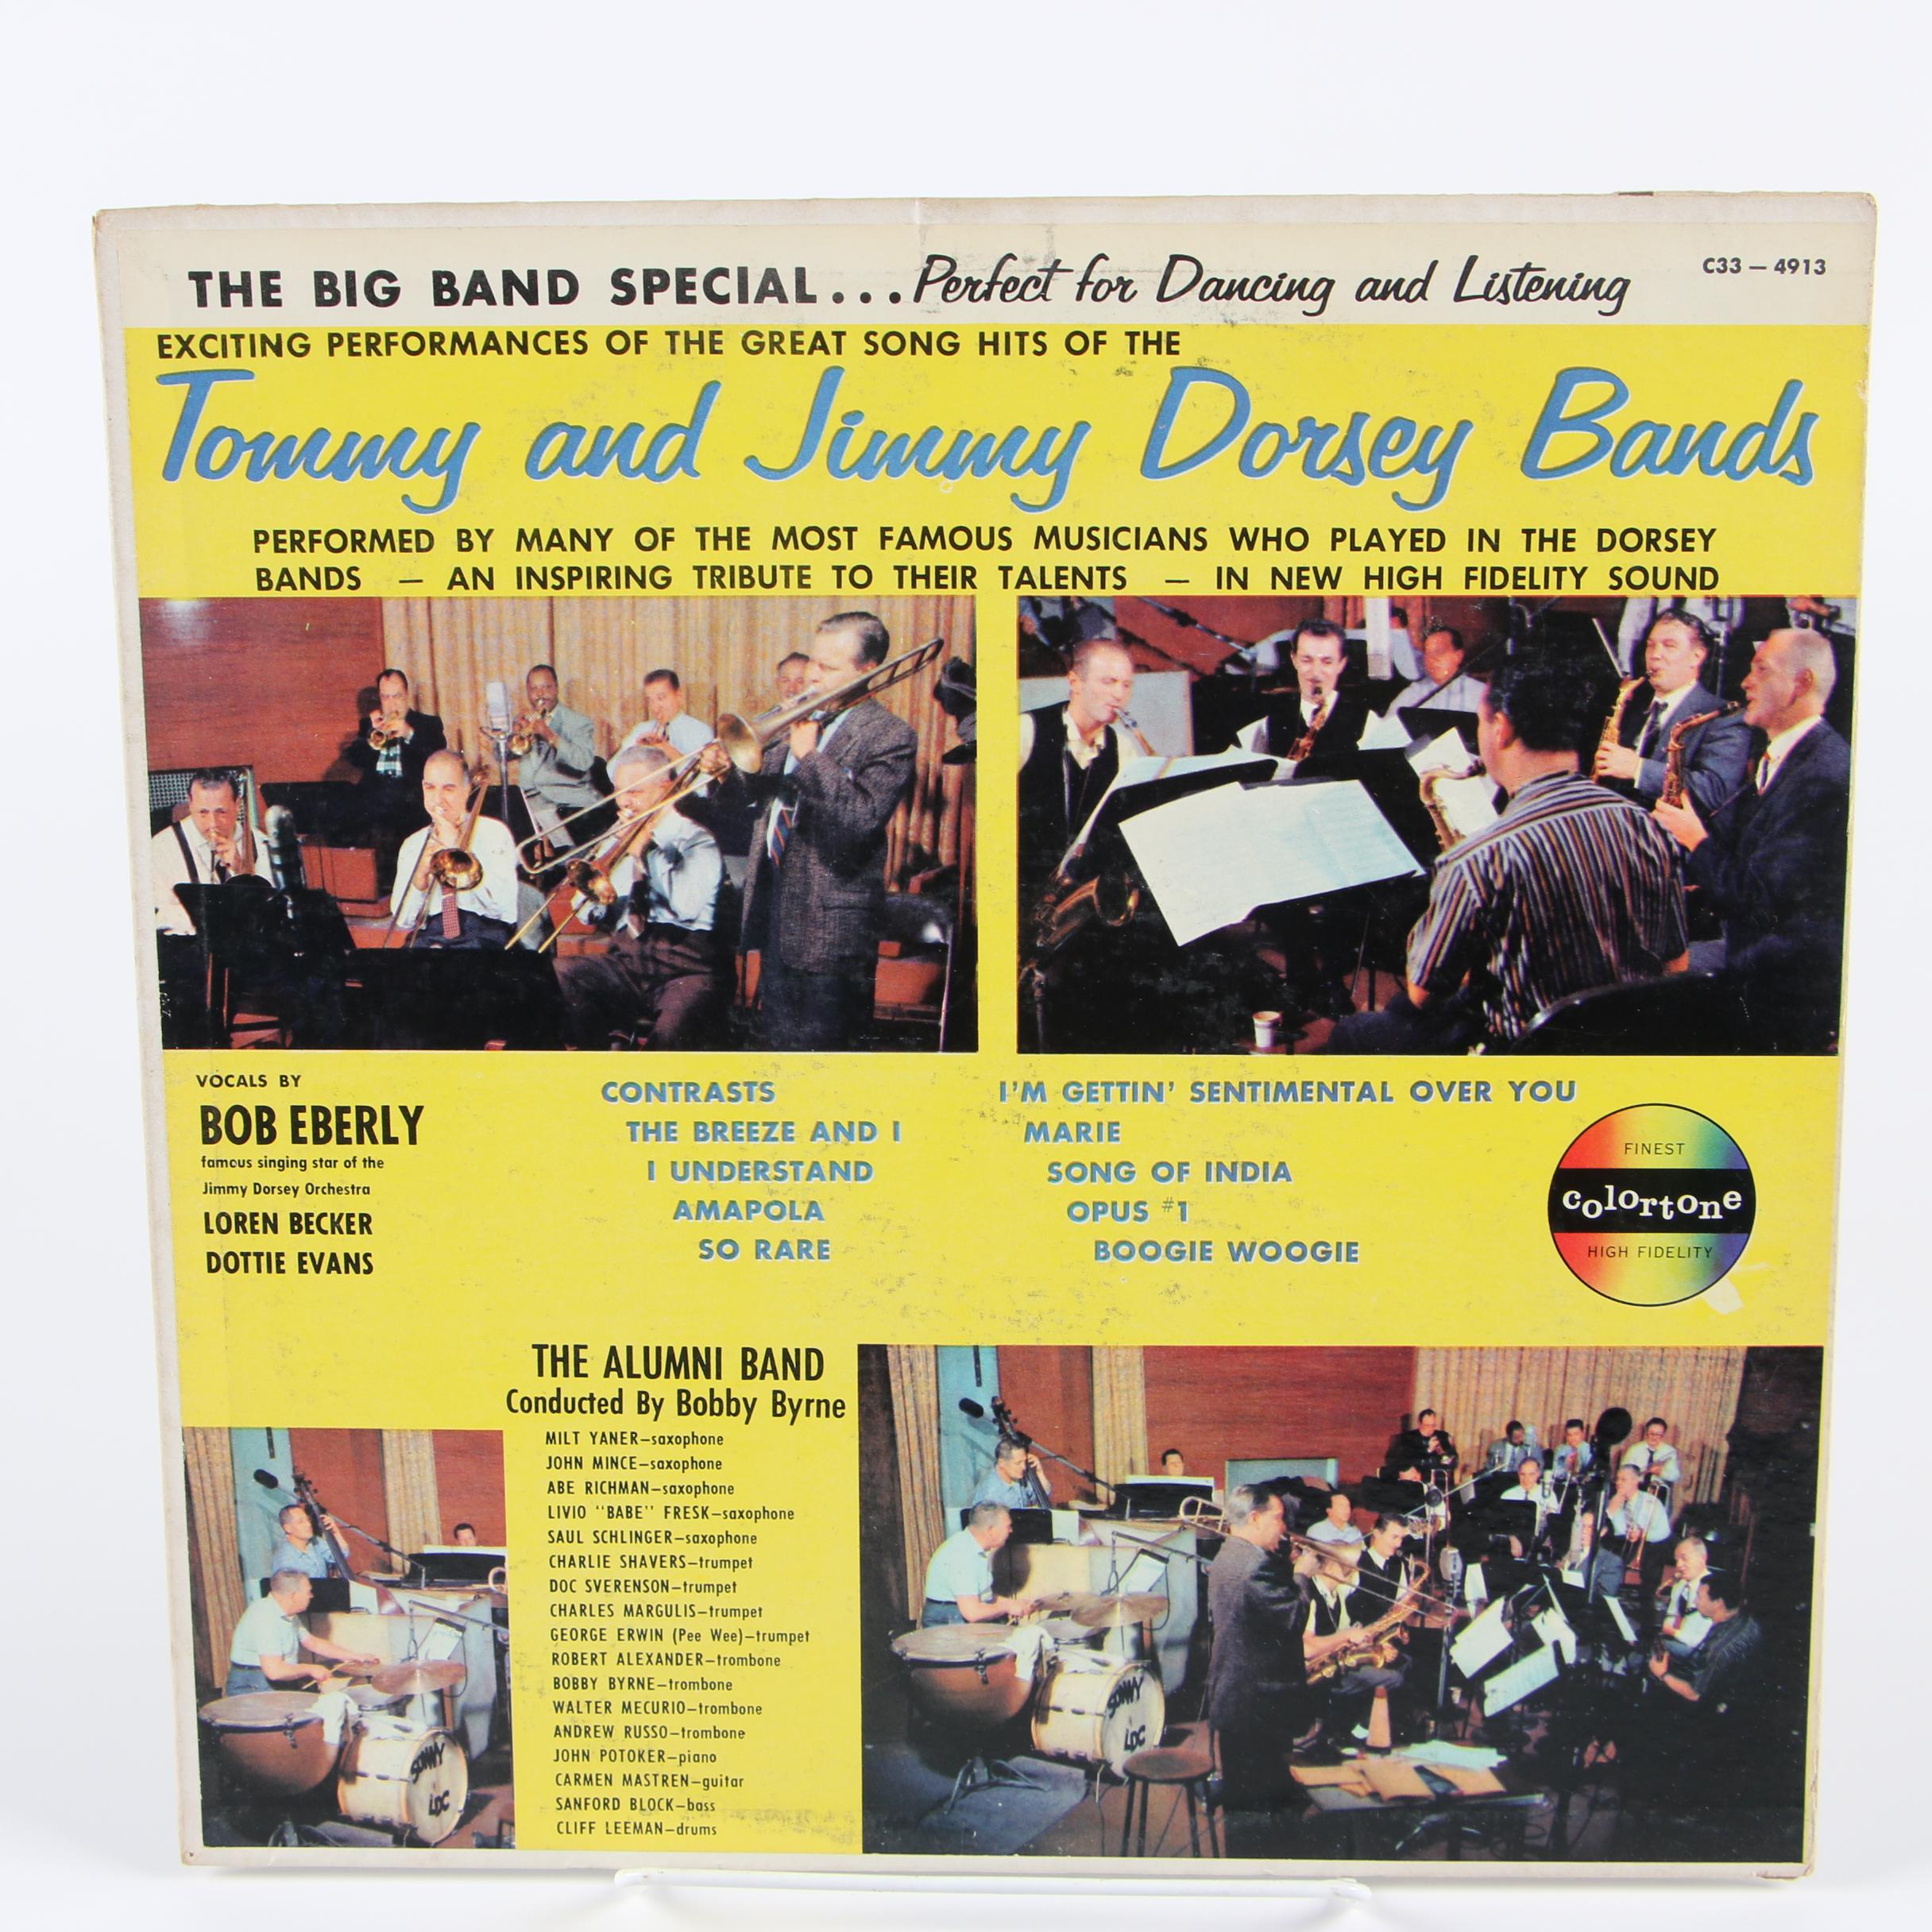 THE BIG BAND SPECIAL...Perfect for Dancing and Listening
C33 – 4913
EXCITING PERFORMANCES OF THE GREAT SONG HITS OF THE
Tommy and Jimmy Dorsey Bands
PERFORMED BY MANY OF THE MOST FAMOUS MUSICIANS WHO PLAYED IN THE DORSEY
BANDS — AN INSPIRING TRIBUTE TO THEIR TALENTS — IN NEW HIGH FIDELITY SOUND
VOCALS BY
BOB EBERLY
famous singing star of the
Jimmy Dorsey Orchestra
LOREN BECKER
DOTTIE EVANS
CONTRASTS
THE BREEZE AND I
I UNDERSTAND
AMAPOLA
SO RARE
I'M GETTIN' SENTIMENTAL OVER YOU
MARIE
SONG OF INDIA
OPUS #1
BOOGIE WOOGIE
FINEST
colortone
HIGH FIDELITY
THE ALUMNI BAND
Conducted By Bobby Byrne
MILT YANER—saxophone
JOHN MINCE—saxophone
ABE RICHMAN—saxophone
LIVIO "BABE" FRESK—saxophone
SAUL SCHLINGER—saxophone
CHARLIE SHAVERS—trumpet
DOC SVERENSON—trumpet
CHARLES MARGULIS—trumpet
GEORGE ERWIN (Pee Wee)—trumpet
ROBERT ALEXANDER—trombone
BOBBY BYRNE—trombone
WALTER MECURIO—trombone
ANDREW RUSSO—trombone
JOHN POTOKER—piano
CARMEN MASTREN—guitar
SANFORD BLOCK—bass
CLIFF LEEMAN—drums
SONNY
LDC
SONNY
LDC